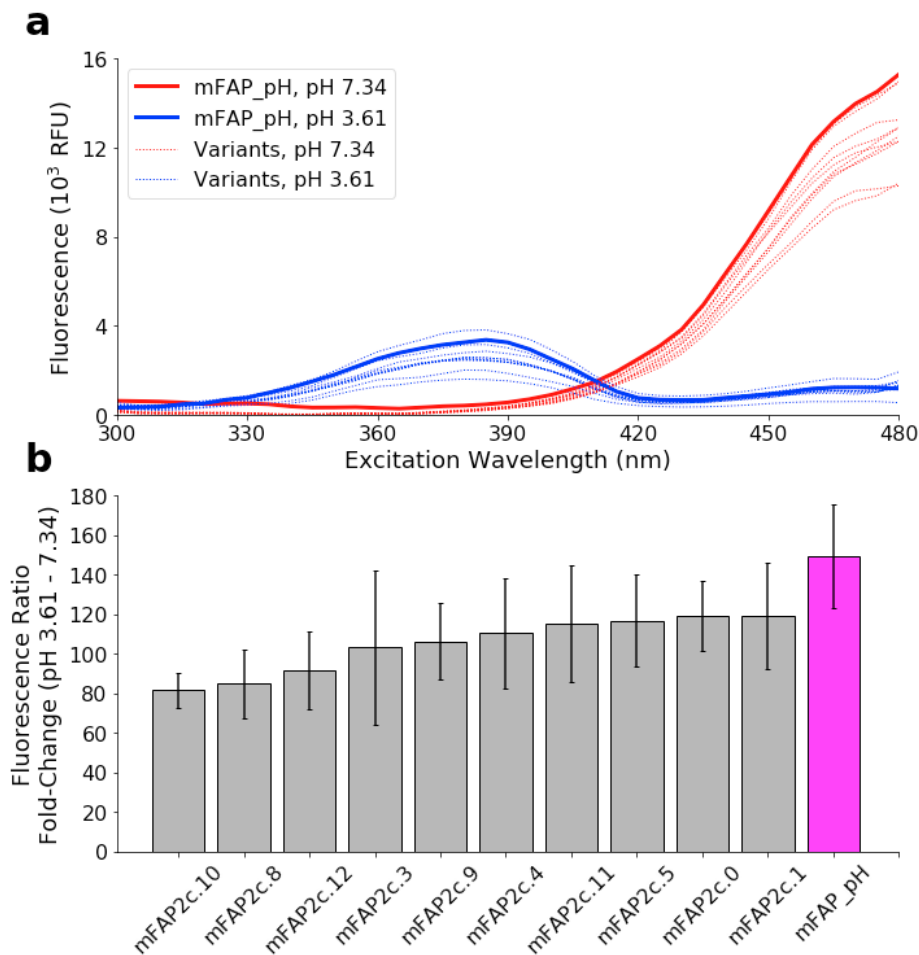 a
16
12
8
4
0
Fluorescence (10³ RFU)
mFAP_pH, pH 7.34
mFAP_pH, pH 3.61
Variants, pH 7.34
Variants, pH 3.61
300 330 360 390 420 450 480
Excitation Wavelength (nm)
b
180
160
140
120
100
80
60
40
20
0
Fluorescence Ratio
Fold-Change (pH 3.61 - 7.34)
mFAP2c.10
mFAP2c.8
mFAP2c.12
mFAP2c.3
mFAP2c.9
mFAP2c.4
mFAP2c.11
mFAP2c.5
mFAP2c.0
mFAP2c.1
mFAP_pH